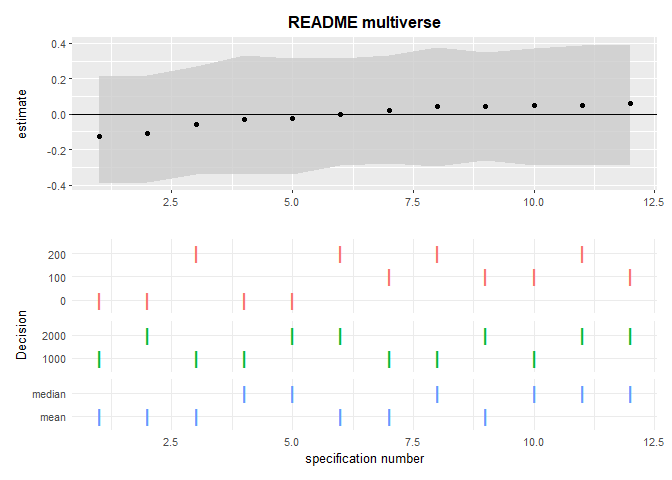 README multiverse
estimate
0.4
0.2
0.0
-0.2
-0.4
2.5 5.0 7.5 10.0 12.5
Decision
200
100
0
2000
1000
median
mean
2.5 5.0 7.5 10.0 12.5
specification number